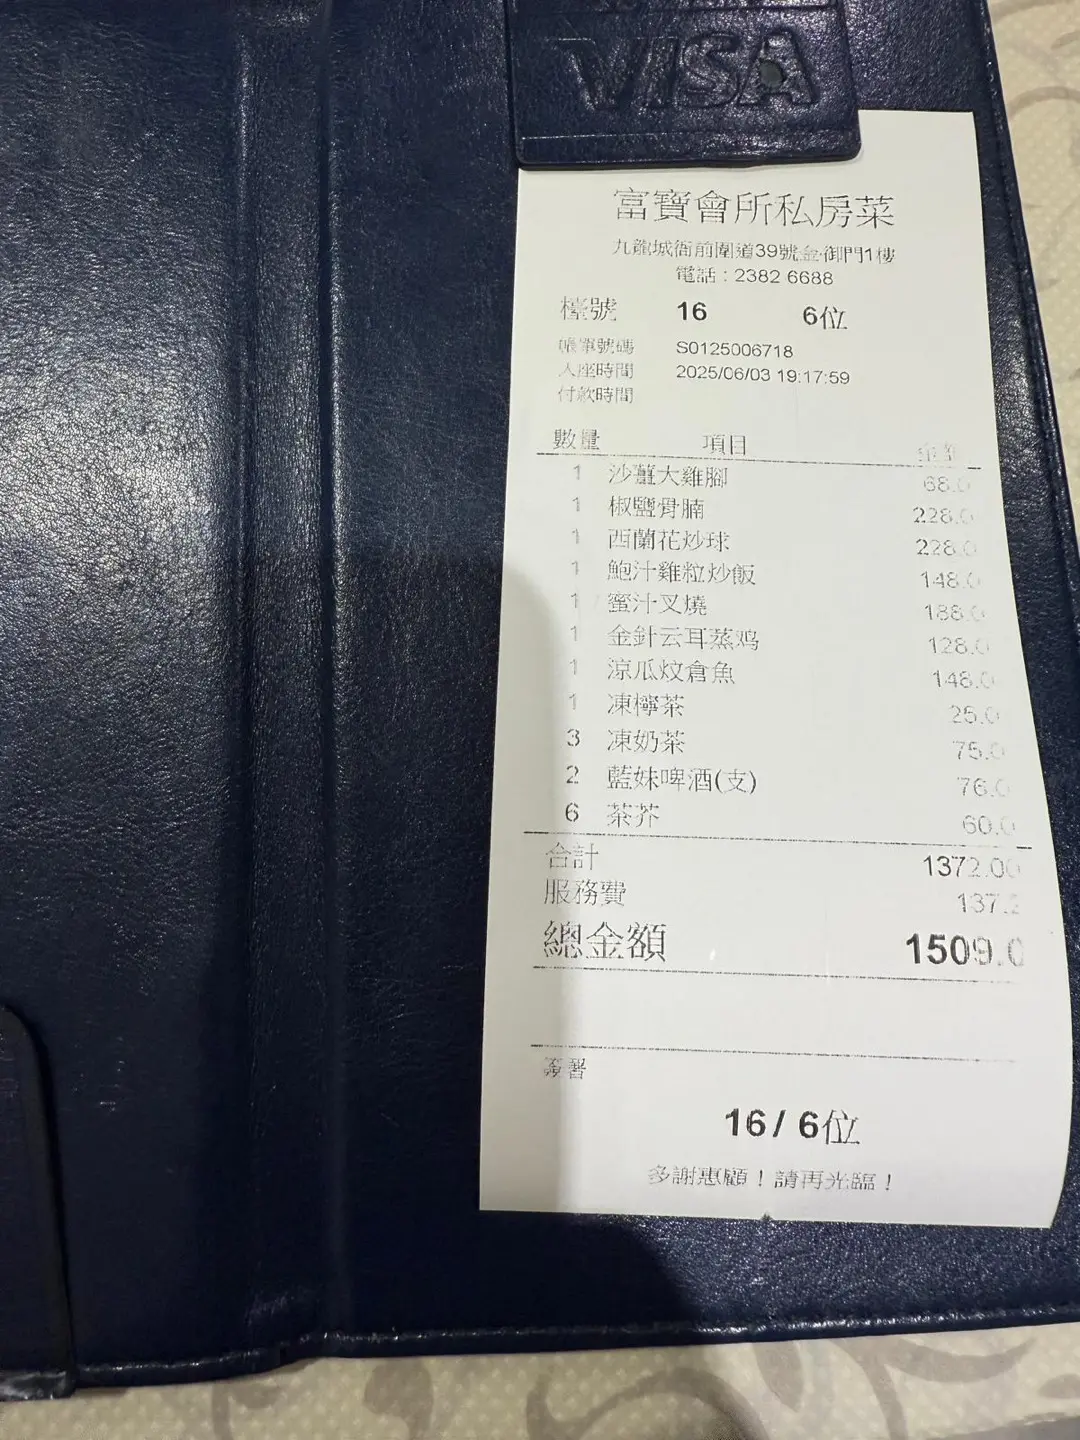 VISA
富寶會所私房菜
九龍城衙前圍道39號金·御門1樓
電話：2382 6688
檯號 16 6位
帳單號碼 S0125006718
入座時間 2025/06/03 19:17:59
付款時間
數量 項目 金額
1 沙薑大雞腳 68.0
1 椒鹽骨腩 228.0
1 西蘭花炒球 228.0
1 鮑汁雞粒炒飯 148.0
1 蜜汁叉燒 188.0
1 金針云耳蒸鸡 128.0
1 涼瓜炆倉魚 148.0
1 凍檸茶 25.0
3 凍奶茶 75.0
2 藍妹啤酒(支) 76.0
6 茶芥 60.0
合計 1372.00
服務費 137.2
總金額 1509.0
簽署
16 / 6位
多謝惠顧！請再光臨！